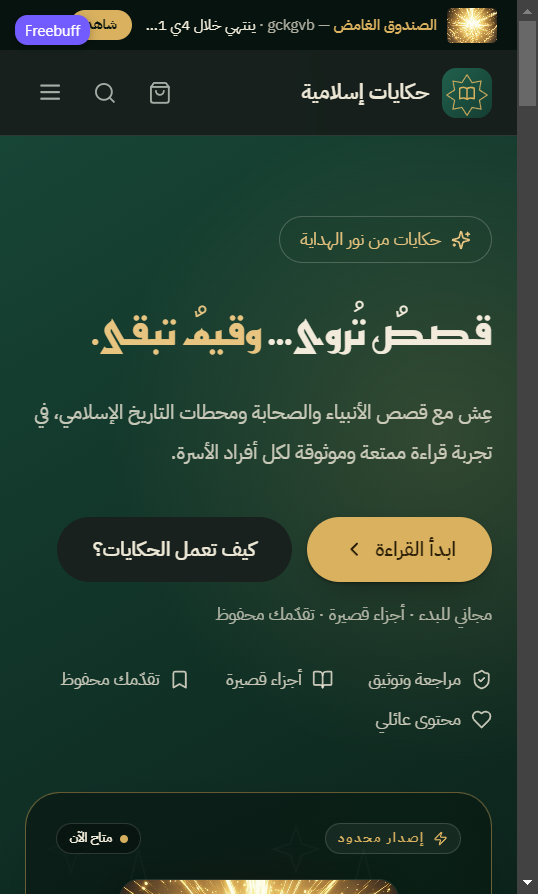 الصندوق الغامض — gckgvb · ينتهي خلال 4ي 1...
شاهد
Freebuff
حكايات إسلامية
حكايات من نور الهداية
قصصٌ تُروى... وقيمٌ تبقى.
عِش مع قصص الأنبياء والصحابة ومحطات التاريخ الإسلامي، في
تجربة قراءة ممتعة وموثوقة لكل أفراد الأسرة.
ابدأ القراءة
كيف تعمل الحكايات؟
مجاني للبدء · أجزاء قصيرة · تقدّمك محفوظ
مراجعة وتوثيق
أجزاء قصيرة
تقدّمك محفوظ
محتوى عائلي
إصدار محدود
متاح الآن